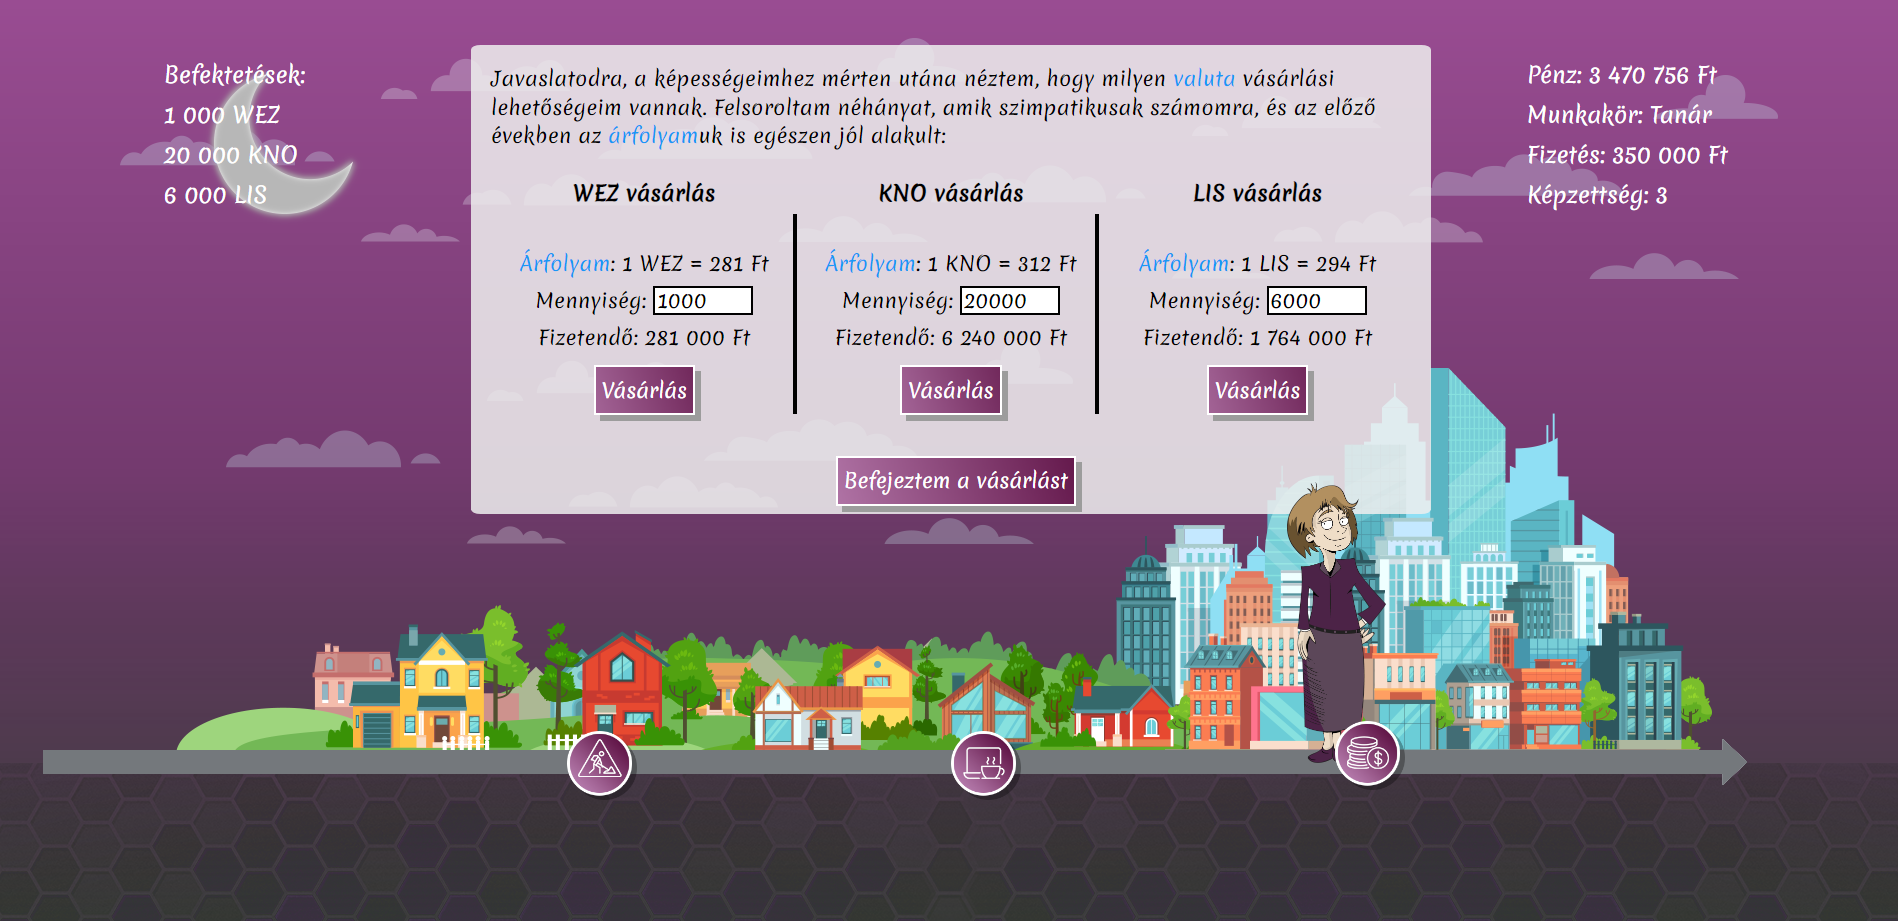 Befektetések:
1 000 WEZ
20 000 KNO
6 000 LIS
Javaslatodra, a képességeimhez mérten utána néztem, hogy milyen valuta vásárlási
lehetőségeim vannak. Felsoroltam néhányat, amik szimpatikusak számomra, és az előző
években az árfolyamuk is egészen jól alakult:
WEZ vásárlás
Árfolyam: 1 WEZ = 281 Ft
Mennyiség: 1000
Fizetendő: 281 000 Ft
Vásárlás
KNO vásárlás
Árfolyam: 1 KNO = 312 Ft
Mennyiség: 20000
Fizetendő: 6 240 000 Ft
Vásárlás
LIS vásárlás
Árfolyam: 1 LIS = 294 Ft
Mennyiség: 6000
Fizetendő: 1 764 000 Ft
Vásárlás
Befejeztem a vásárlást
Pénz: 3 470 756 Ft
Munkakör: Tanár
Fizetés: 350 000 Ft
Képzettség: 3